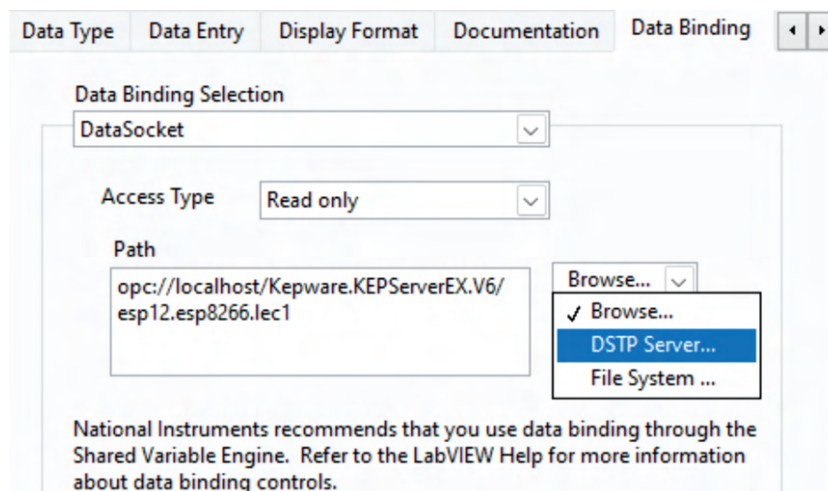 Data Type Data Entry Display Format Documentation Data Binding
Data Binding Selection
DataSocket
Access Type Read only
Path
opc://localhost/Kepware.KEPServerEX.V6/
esp12.esp8266.lec1
Browse...
✓ Browse...
DSTP Server...
File System ...
National Instruments recommends that you use data binding through the
Shared Variable Engine. Refer to the LabVIEW Help for more information
about data binding controls.